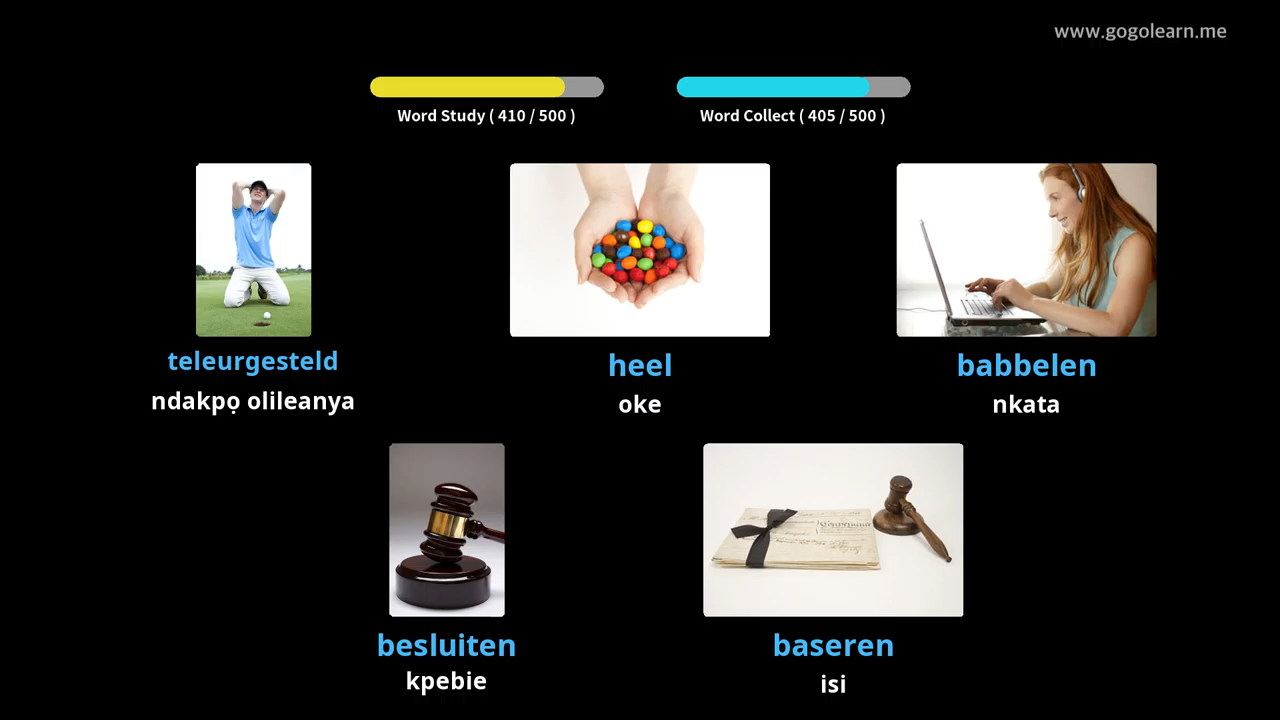 www.gogolearn.me
Word Study ( 410 / 500 )
Word Collect ( 405 / 500 )
teleurgesteld
ndakpọ olileanya
heel
oke
babbelen
nkata
besluiten
kpebie
baseren
isi